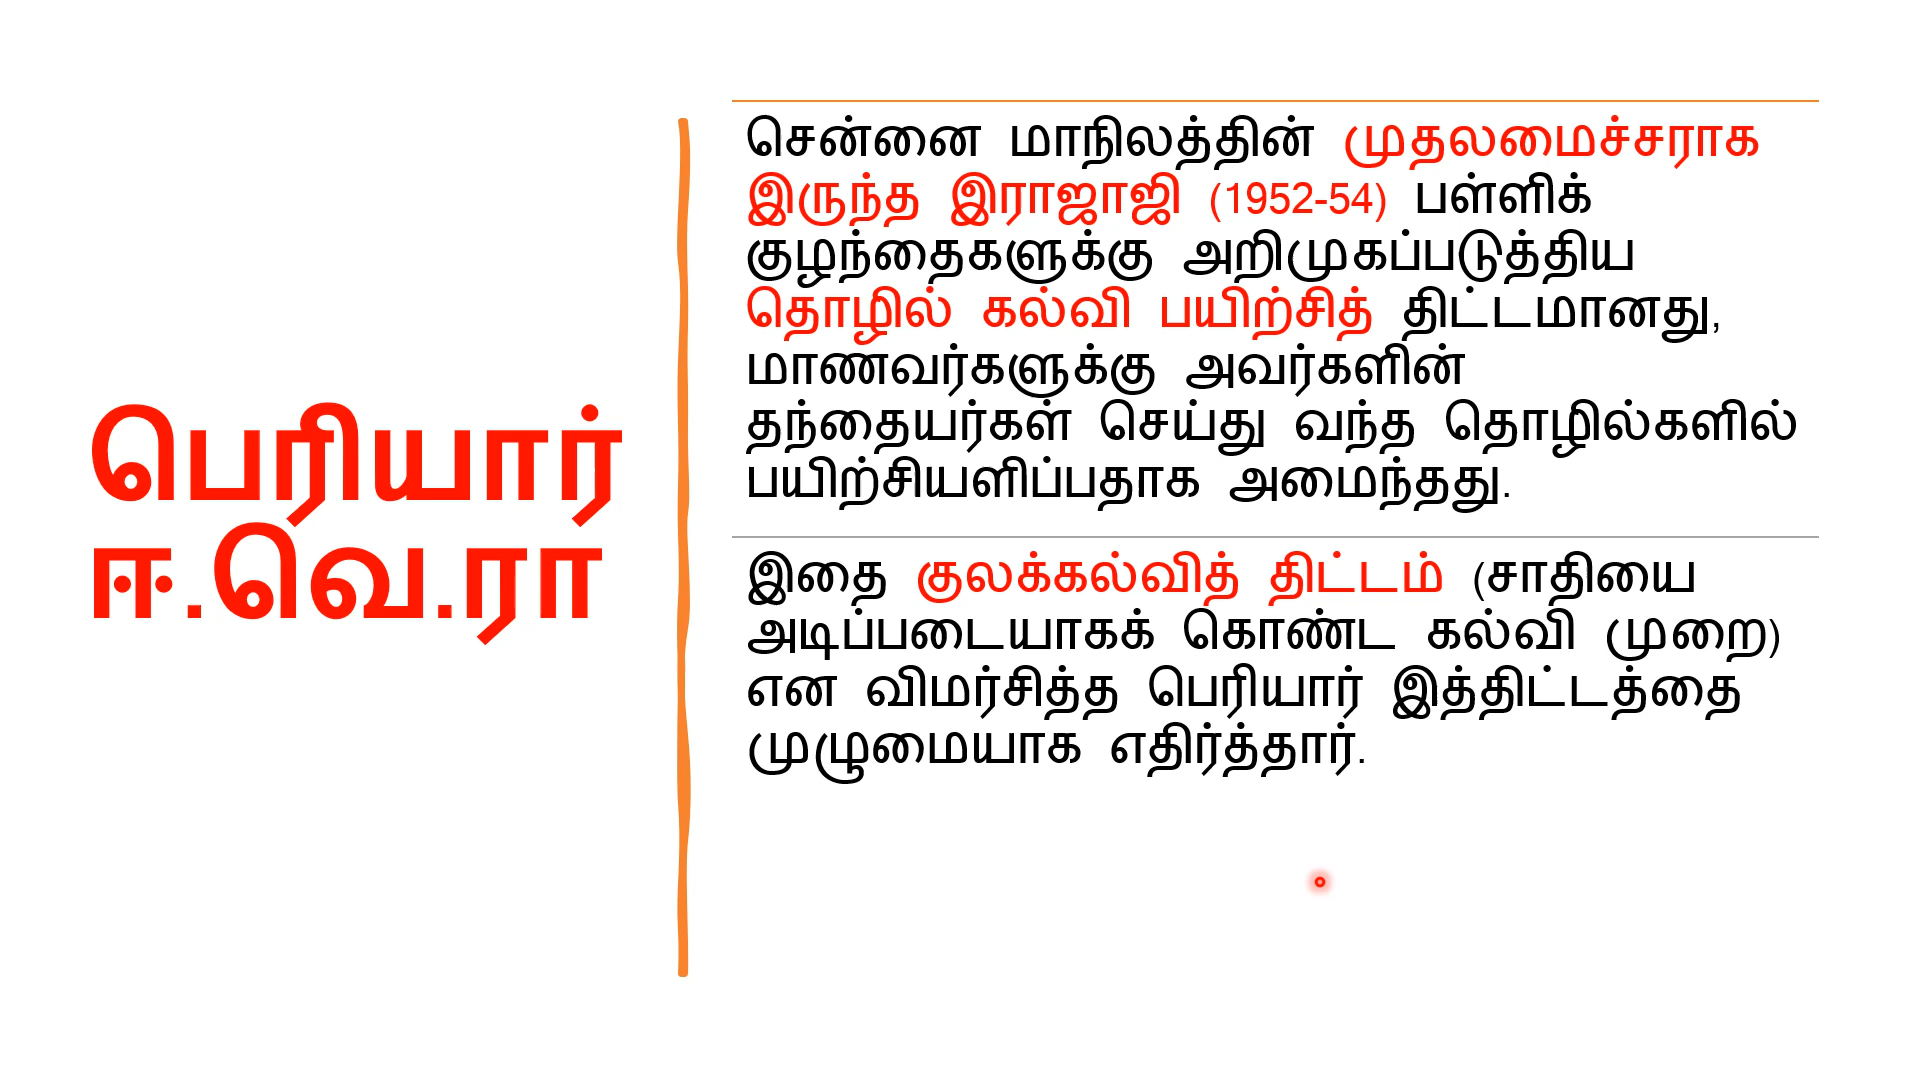 பெரியார்
ஈ.வெ.ரா
சென்னை மாநிலத்தின் முதலமைச்சராக
இருந்த இராஜாஜி (1952-54) பள்ளிக்
குழந்தைகளுக்கு அறிமுகப்படுத்திய
தொழில் கல்வி பயிற்சித் திட்டமானது,
மாணவர்களுக்கு அவர்களின்
தந்தையர்கள் செய்து வந்த தொழில்களில்
பயிற்சியளிப்பதாக அமைந்தது.
இதை குலக்கல்வித் திட்டம் (சாதியை
அடிப்படையாகக் கொண்ட கல்வி முறை)
என விமர்சித்த பெரியார் இத்திட்டத்தை
முழுமையாக எதிர்த்தார்.